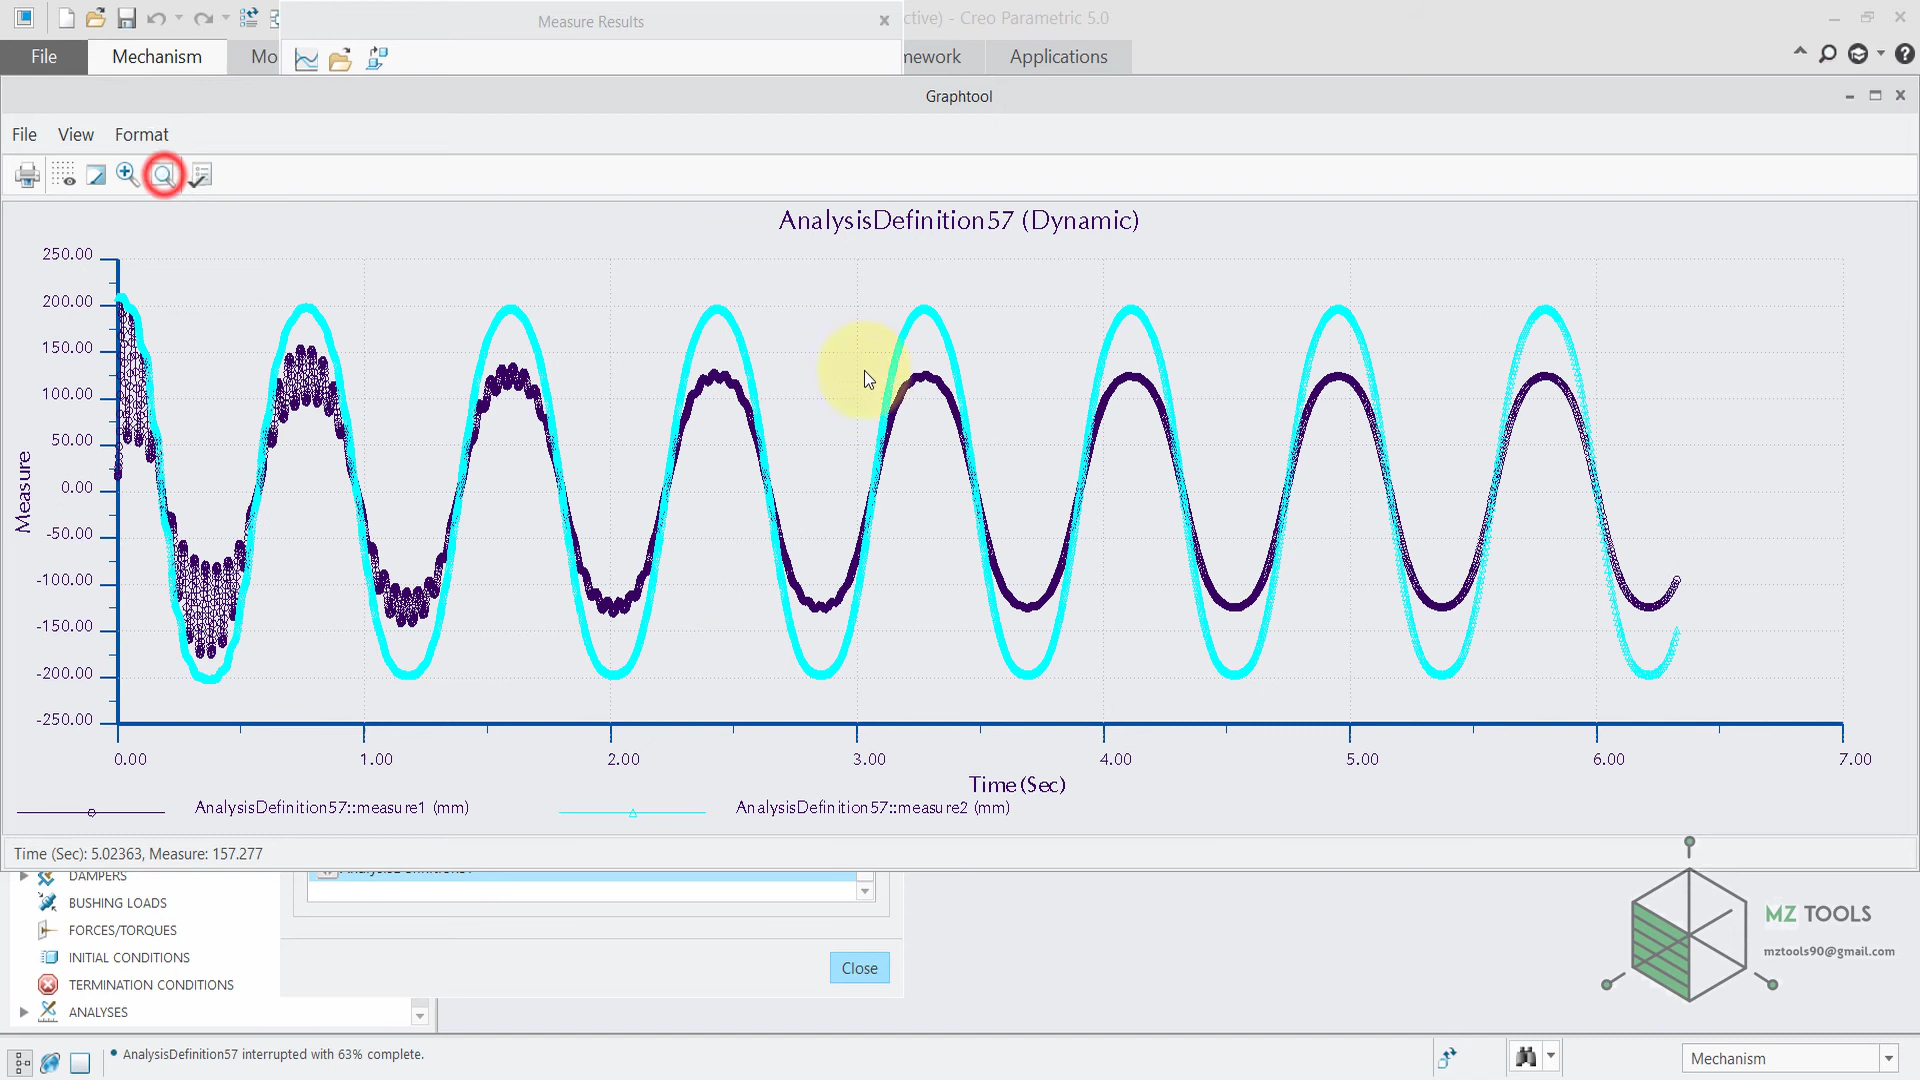 Measure Results
ctive) - Creo Parametric 5.0
File
Mechanism
Mo
nework
Applications
Graphtool
File
View
Format
AnalysisDefinition57 (Dynamic)
250.00
200.00
150.00
100.00
50.00
0.00
-50.00
-100.00
-150.00
-200.00
-250.00
Measure
0.00
1.00
2.00
3.00
4.00
5.00
6.00
7.00
Time(Sec)
AnalysisDefinition57::measure1 (mm)
AnalysisDefinition57::measure2 (mm)
Time (Sec): 5.02363, Measure: 157.277
DAMPERS
BUSHING LOADS
FORCES/TORQUES
INITIAL CONDITIONS
TERMINATION CONDITIONS
ANALYSES
Close
MZ TOOLS
mztools90@gmail.com
AnalysisDefinition57 interrupted with 63% complete.
Mechanism